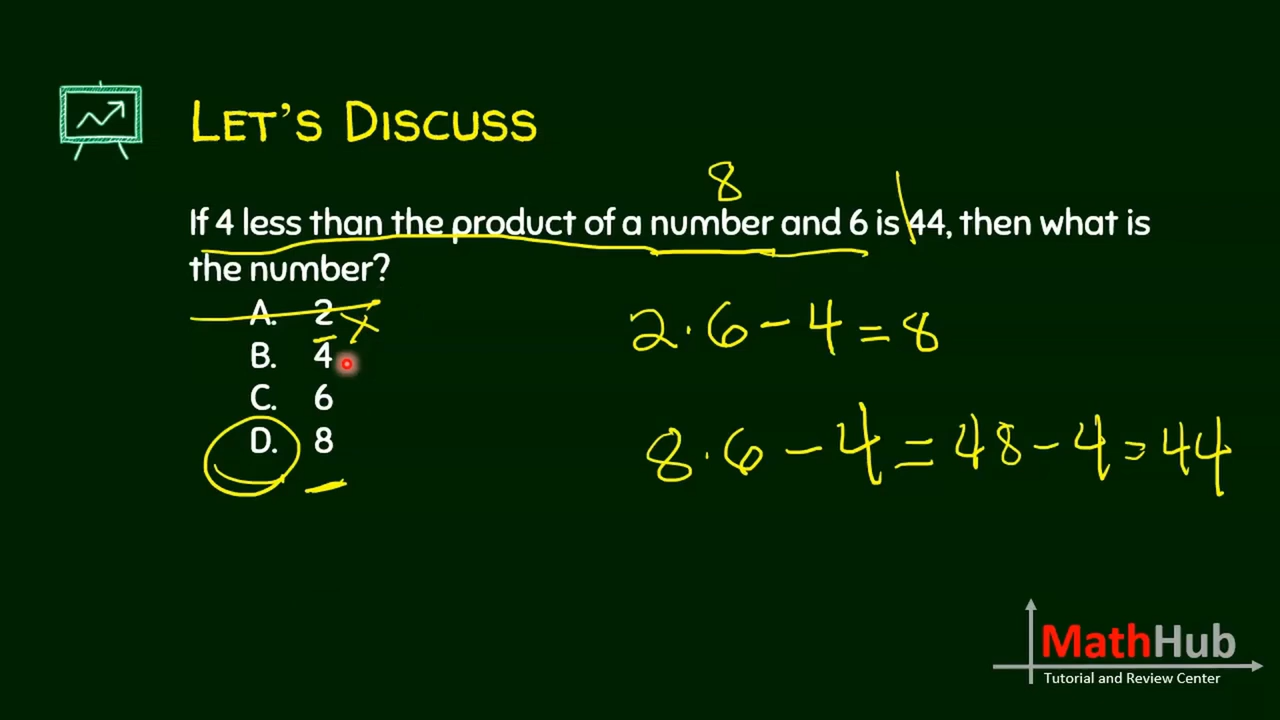 LET'S DISCUSS
8
If 4 less than the product of a number and 6 is 44, then what is
the number?
A. 2 x
B. 4
C. 6
D. 8
2 · 6 - 4 = 8
8 · 6 - 4 = 48 - 4 = 44
MathHub
Tutorial and Review Center